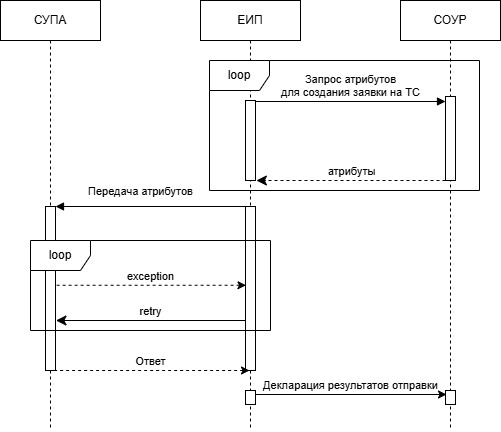 СУПА
ЕИП
СОУР
loop
Запрос атрибутов
для создания заявки на ТС
атрибуты
Передача атрибутов
loop
exception
retry
Ответ
Декларация результатов отправки